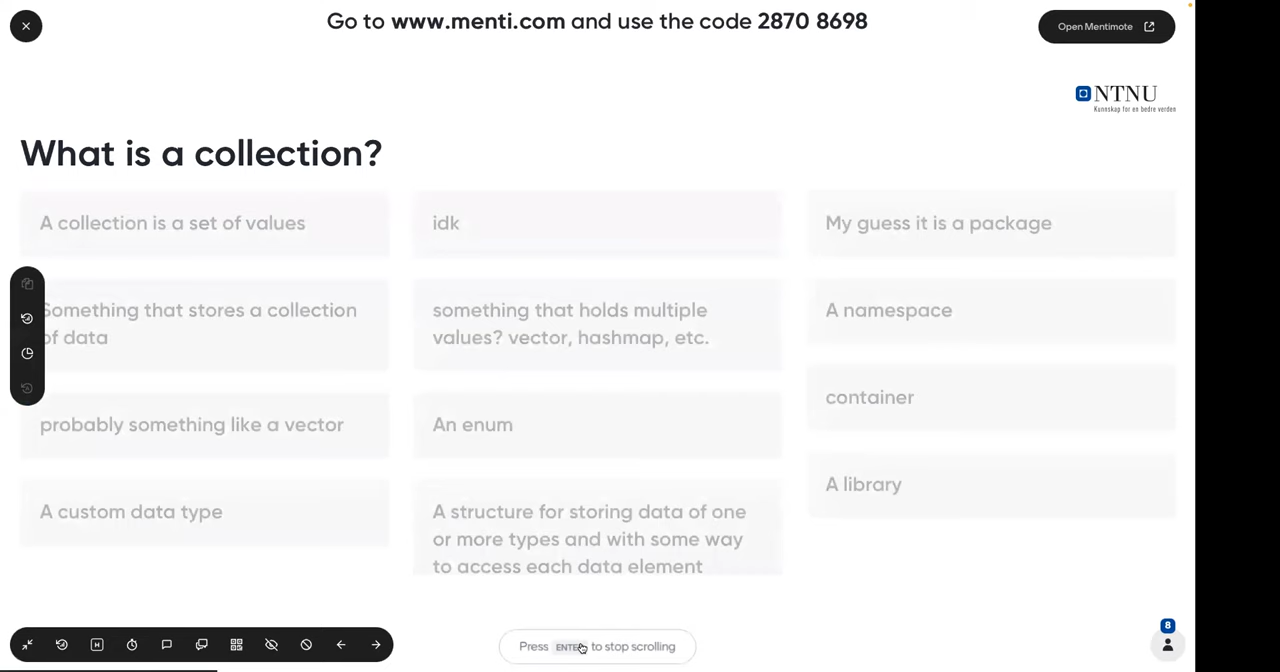 Go to www.menti.com and use the code 2870 8698
Open Mentimote
NTNU
Kunnskap for en bedre verden
What is a collection?
A collection is a set of values
idk
My guess it is a package
Something that stores a collection
of data
something that holds multiple
values? vector, hashmap, etc.
A namespace
container
probably something like a vector
An enum
A library
A custom data type
A structure for storing data of one
or more types and with some way
to access each data element
Press ENTER to stop scrolling
8